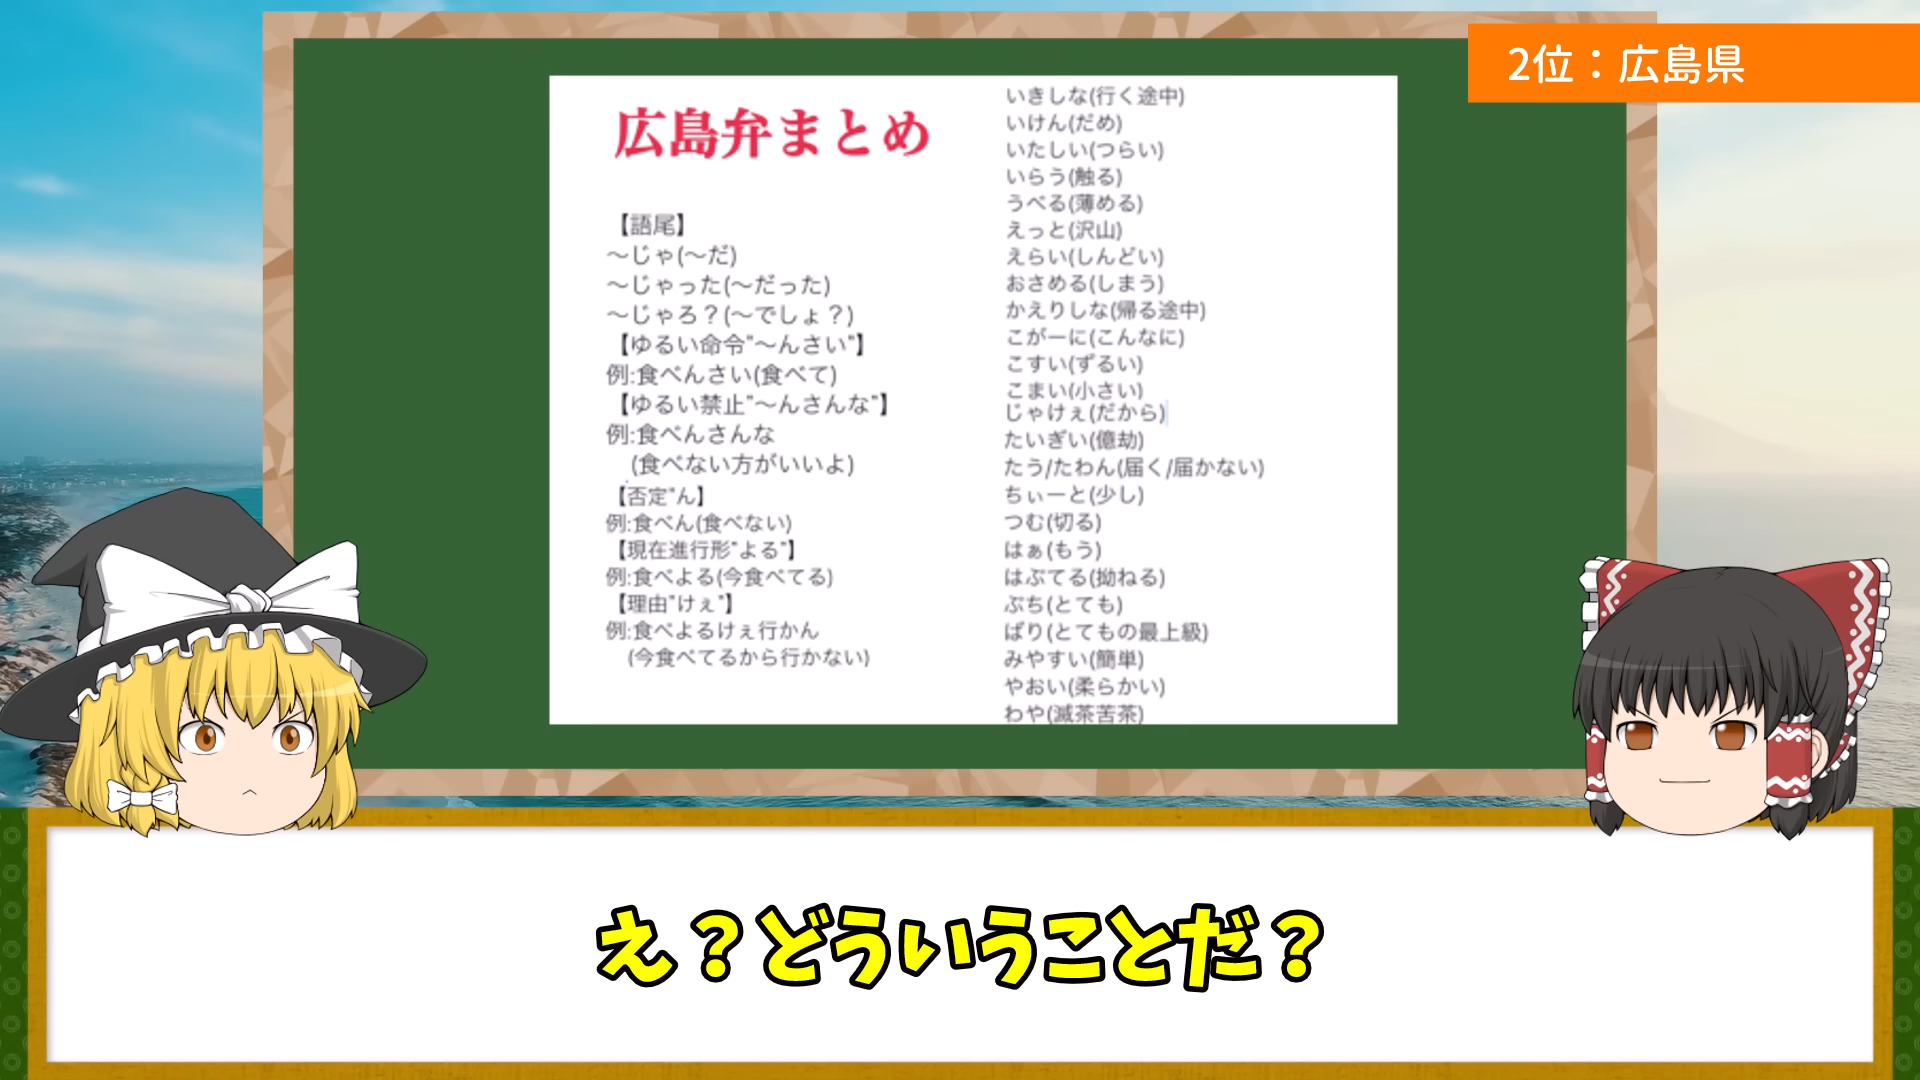 2位：広島県
広島弁まとめ
【語尾】
〜じゃ(〜だ)
〜じゃった(〜だった)
〜じゃろ？(〜でしょ？)
【ゆるい命令"〜んさい"】
例:食べんさい(食べて)
【ゆるい禁止"〜んさんな"】
例:食べんさんな
(食べない方がいいよ)
【否定"ん】
例:食べん(食べない)
【現在進行形"よる"】
例:食べよる(今食べてる)
【理由"けぇ"】
例:食べよるけぇ行かん
(今食べてるから行かない)
いきしな(行く途中)
いけん(だめ)
いたしい(つらい)
いらう(触る)
うべる(薄める)
えっと(沢山)
えらい(しんどい)
おさめる(しまう)
かえりしな(帰る途中)
こがーに(こんなに)
こすい(ずるい)
こまい(小さい)
じゃけぇ(だから)
たいぎい(億劫)
たう/たわん(届く/届かない)
ちぃーと(少し)
つむ(切る)
はぁ(もう)
はぶてる(拗ねる)
ぶち(とても)
ばり(とてもの最上級)
みやすい(簡単)
やおい(柔らかい)
わや(滅茶苦茶)
え？どういうことだ？